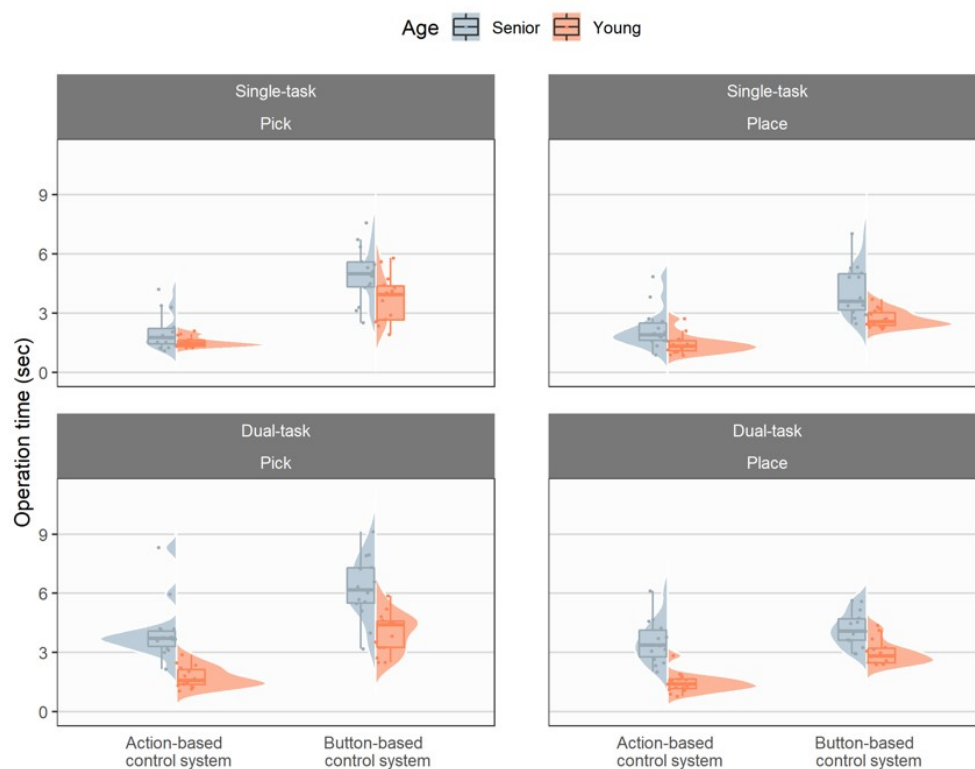 Age Senior Young
Single-task
Pick
Single-task
Place
9
6
3
0
Operation time (sec)
Dual-task
Pick
Dual-task
Place
9
6
3
0
Action-based
control system
Button-based
control system
Action-based
control system
Button-based
control system